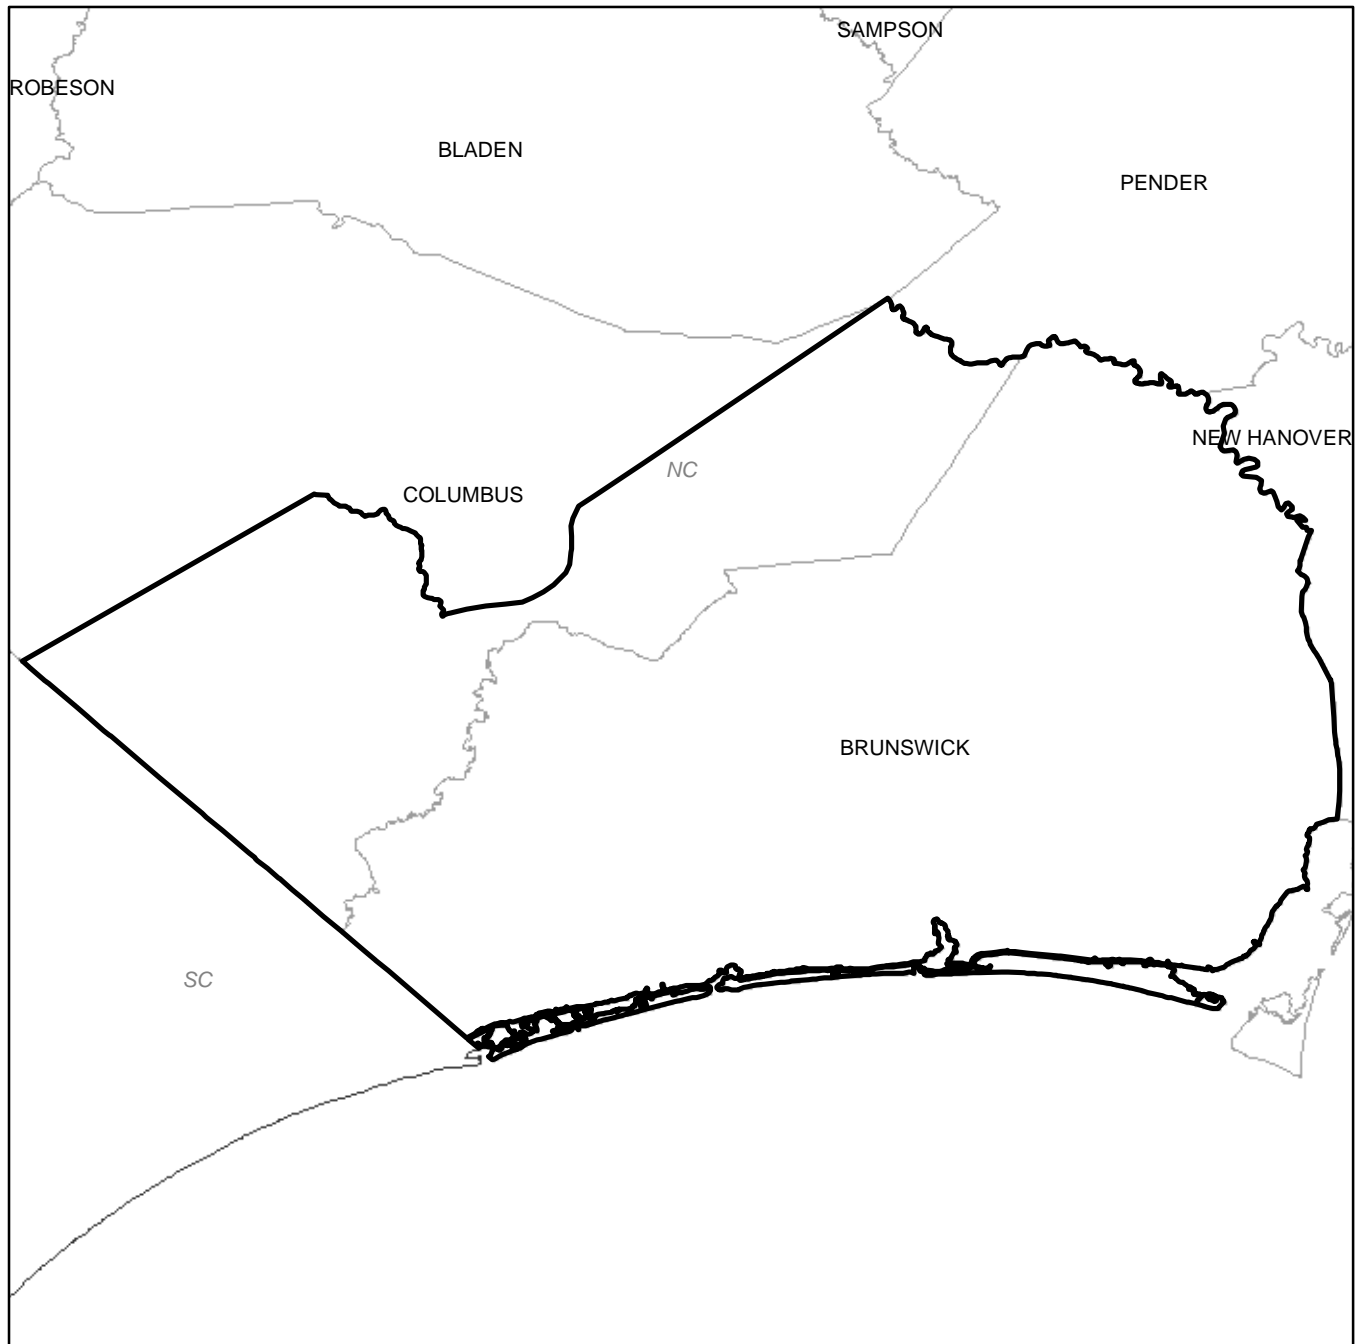 SAMPSON
ROBESON
BLADEN
PENDER
NEW HANOVER
NC
COLUMBUS
BRUNSWICK
SC